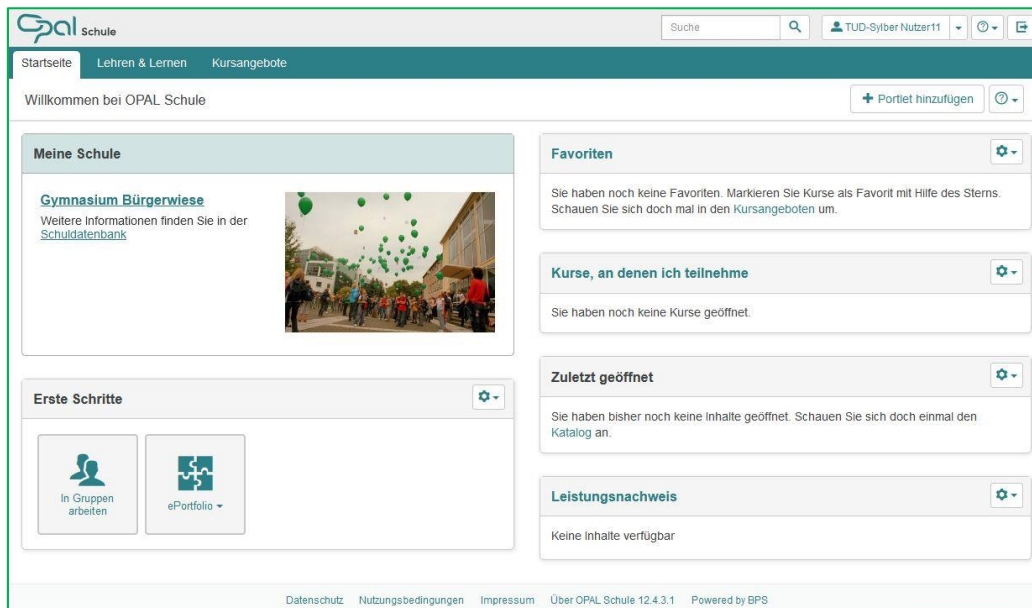 Opal Schule
Suche
TUD-Sylber Nutzer11
Startseite Lehren & Lernen Kursangebote
Willkommen bei OPAL Schule
Portlet hinzufügen
Meine Schule
Gymnasium Bürgerwiese
Weitere Informationen finden Sie in der
Schuldatenbank
Erste Schritte
In Gruppen
arbeiten
ePortfolio
Favoriten
Sie haben noch keine Favoriten. Markieren Sie Kurse als Favorit mit Hilfe des Sterns.
Schauen Sie sich doch mal in den Kursangeboten um.
Kurse, an denen ich teilnehme
Sie haben noch keine Kurse geöffnet.
Zuletzt geöffnet
Sie haben bisher noch keine Inhalte geöffnet. Schauen Sie sich doch einmal den
Katalog an.
Leistungsnachweis
Keine Inhalte verfügbar
Datenschutz Nutzungsbedingungen Impressum Über OPAL Schule 12.4.3.1 Powered by BPS